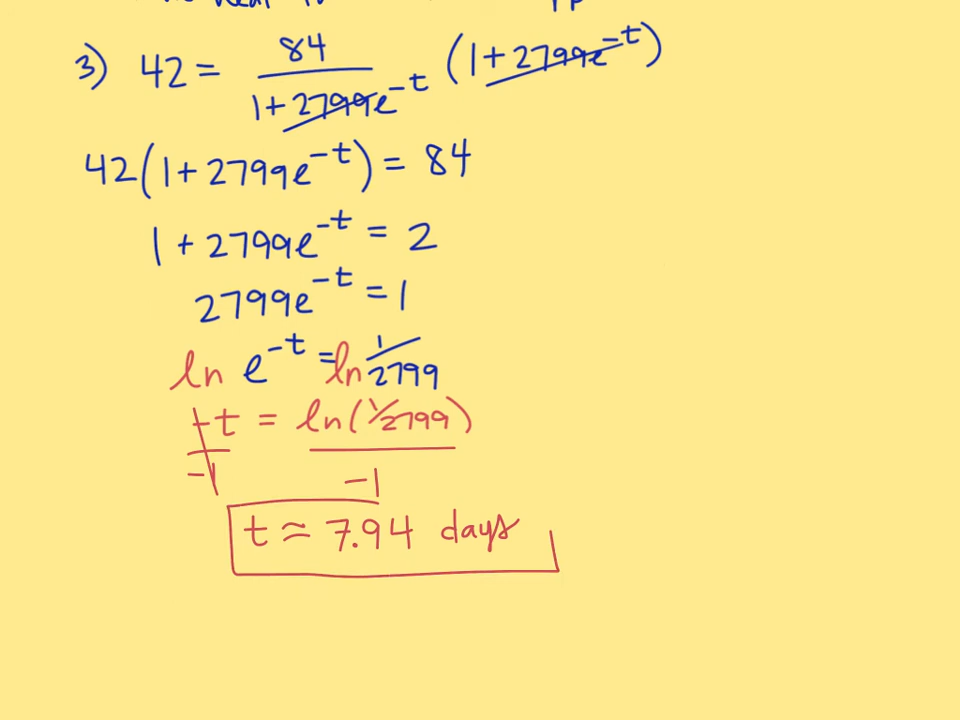 3) 42 = 84 / 1+2799e^-t (1+2799e^-t)
42(1+2799e^-t) = 84
1 + 2799e^-t = 2
2799e^-t = 1
ln e^-t = ln 1/2799
-t = ln(1/2799)
-1 -1
t ≈ 7.94 days